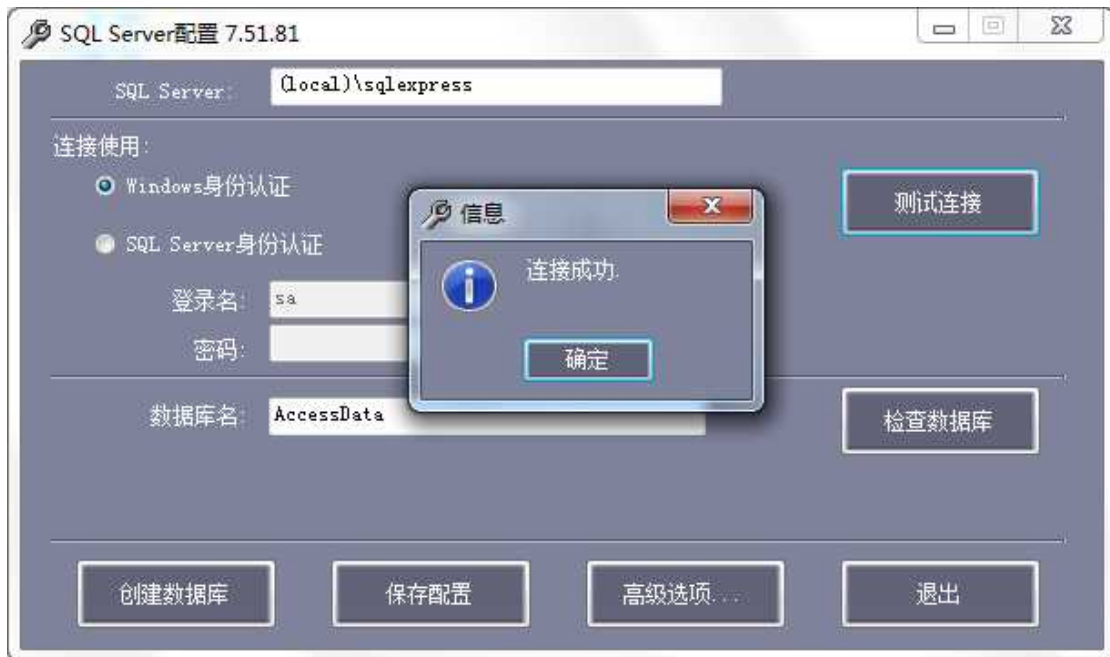 SQL Server配置 7.51.81
SQL Server:
(local)\sqlexpress
连接使用:
Windows身份认证
测试连接
信息
SQL Server身份认证
连接成功.
登录名:
sa
密码:
确定
数据库名:
AccessData
检查数据库
创建数据库
保存配置
高级选项...
退出